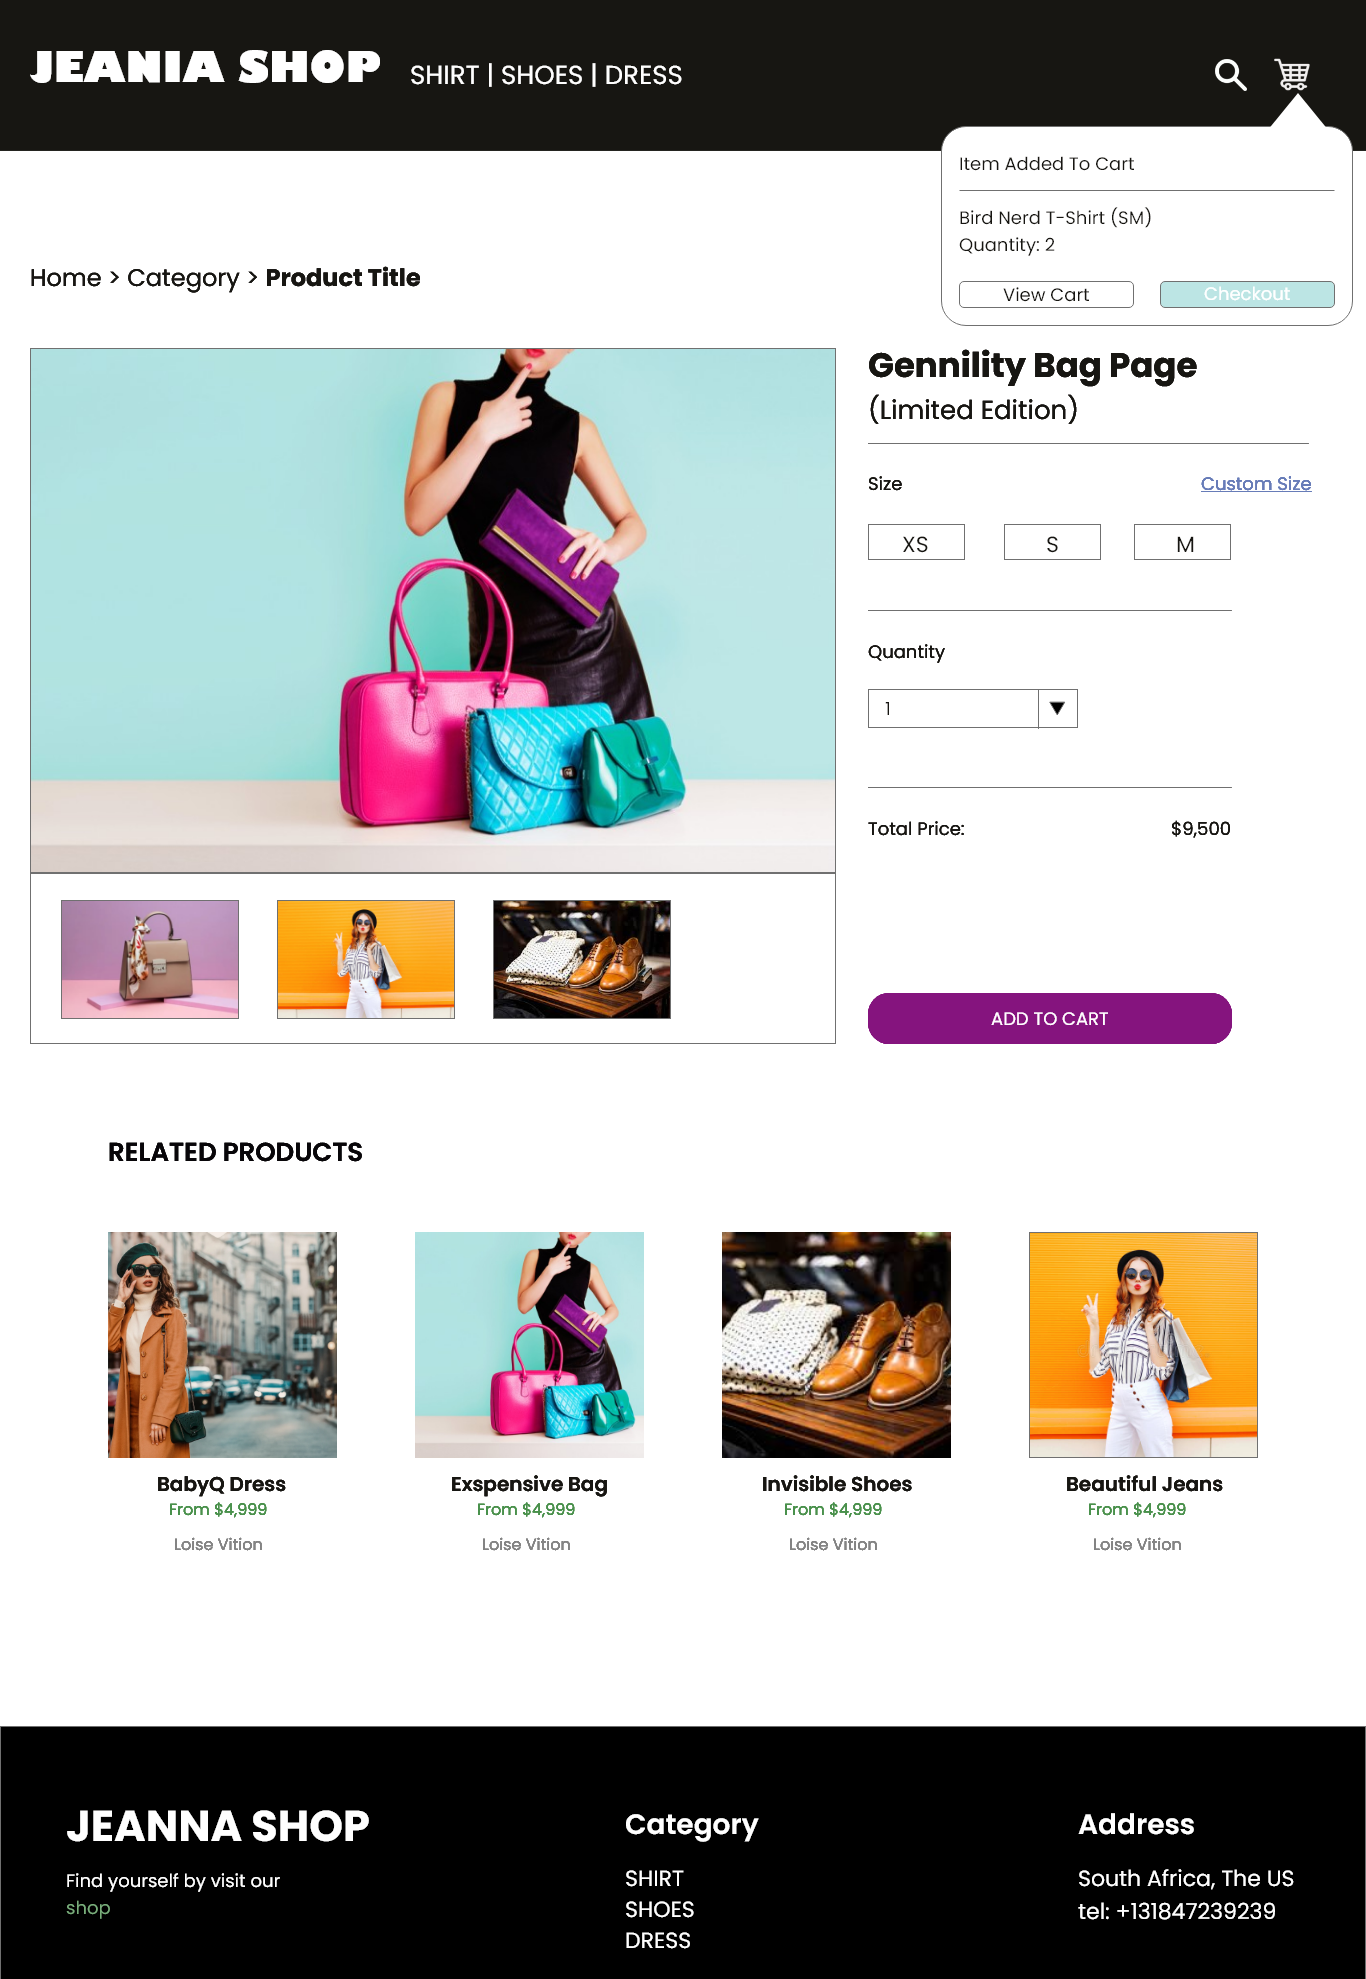 JEANIA SHOP
SHIRT | SHOES | DRESS
Item Added To Cart
Bird Nerd T-Shirt (SM)
Quantity: 2
View Cart
Checkout
Home > Category > Product Title
Gennility Bag Page
(Limited Edition)
Size
Custom Size
XS
S
M
Quantity
1
Total Price:
$9,500
ADD TO CART
RELATED PRODUCTS
BabyQ Dress
From $4,999
Loise Vition
Exspensive Bag
From $4,999
Loise Vition
Invisible Shoes
From $4,999
Loise Vition
Beautiful Jeans
From $4,999
Loise Vition
JEANNA SHOP
Find yourself by visit our
shop
Category
SHIRT
SHOES
DRESS
Address
South Africa, The US
tel: +131847239239